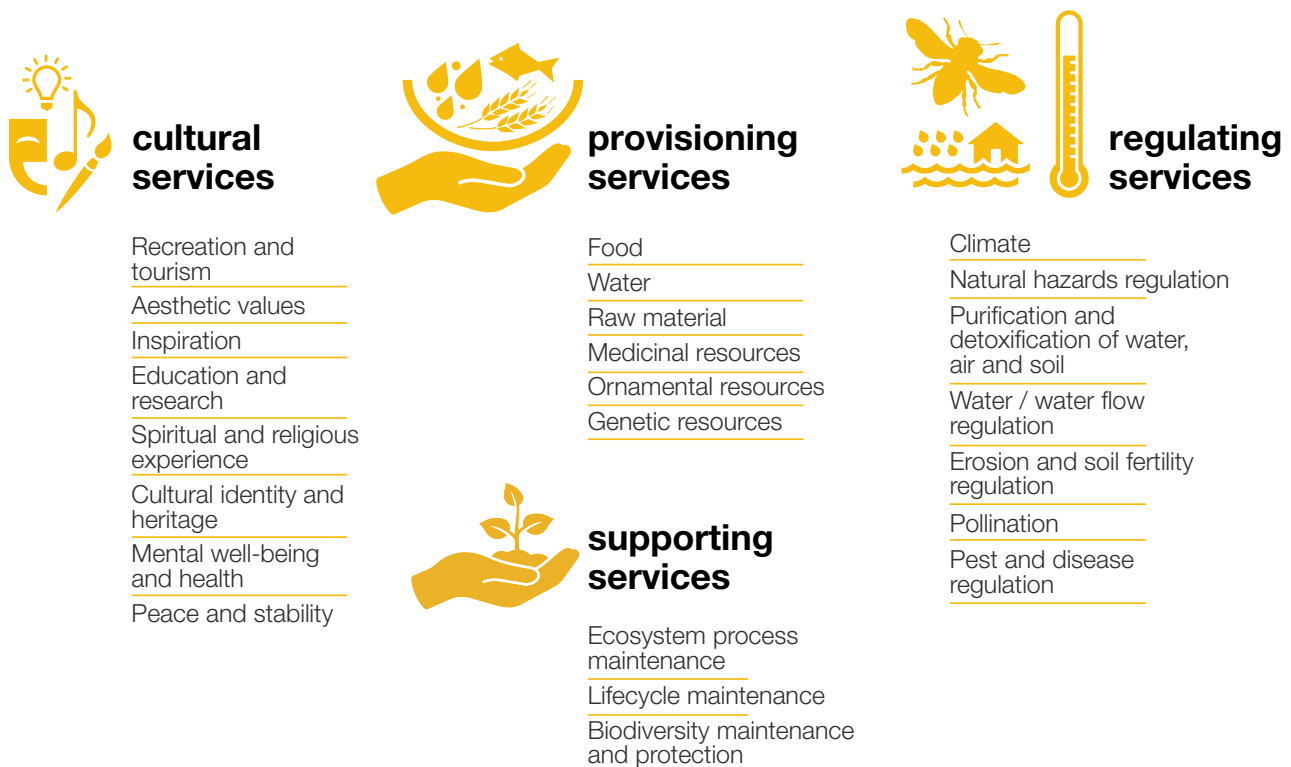 cultural
services
Recreation and
tourism
Aesthetic values
Inspiration
Education and
research
Spiritual and religious
experience
Cultural identity and
heritage
Mental well-being
and health
Peace and stability
provisioning
services
Food
Water
Raw material
Medicinal resources
Ornamental resources
Genetic resources
supporting
services
Ecosystem process
maintenance
Lifecycle maintenance
Biodiversity maintenance
and protection
regulating
services
Climate
Natural hazards regulation
Purification and
detoxification of water,
air and soil
Water / water flow
regulation
Erosion and soil fertility
regulation
Pollination
Pest and disease
regulation